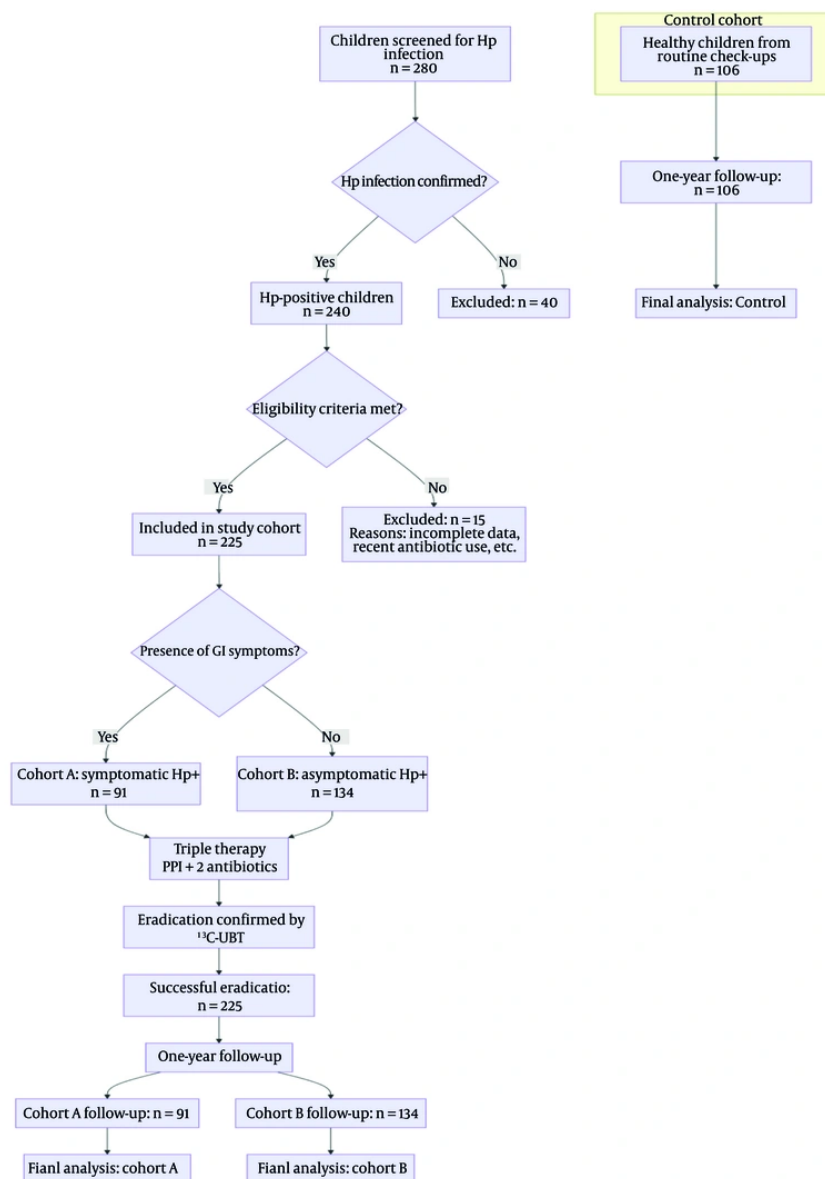 Control cohort
Children screened for Hp
infection
n = 280
Healthy children from
routine check-ups
n = 106
Hp infection confirmed?
One-year follow-up:
n = 106
Yes
No
Hp-positive children
n = 240
Excluded: n = 40
Final analysis: Control
Eligibility criteria met?
Yes
No
Included in study cohort
n = 225
Excluded: n = 15
Reasons: incomplete data,
recent antibiotic use, etc.
Presence of GI symptoms?
Yes
No
Cohort A: symptomatic Hp+
n = 91
Cohort B: asymptomatic Hp+
n = 134
Triple therapy
PPI + 2 antibiotics
Eradication confirmed by
¹³C-UBT
Successful eradicatio:
n = 225
One-year follow-up
Cohort A follow-up: n = 91
Cohort B follow-up: n = 134
Fianl analysis: cohort A
Fianl analysis: cohort B